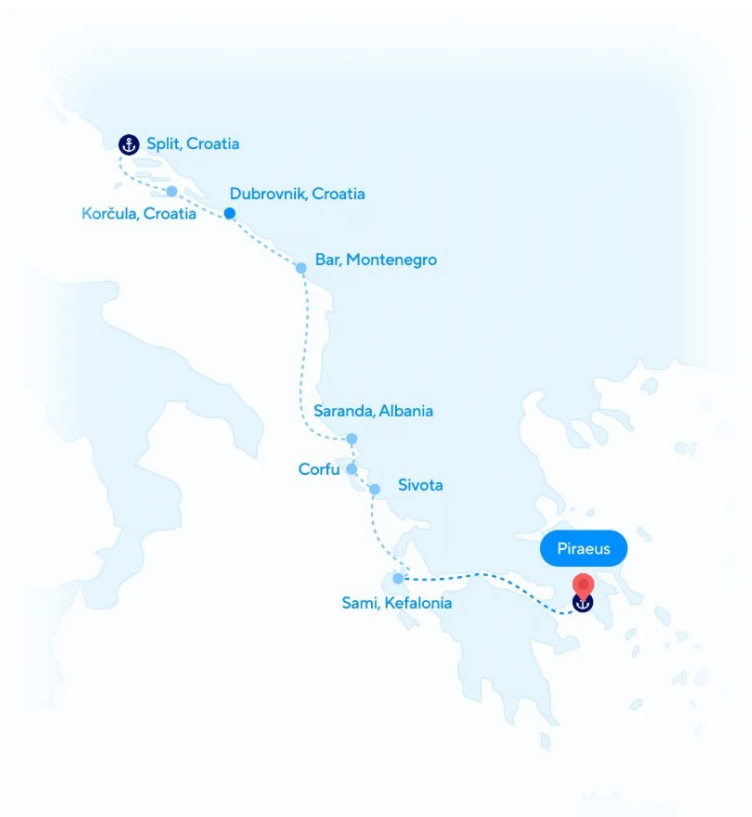 Split, Croatia
Dubrovnik, Croatia
Korčula, Croatia
Bar, Montenegro
Saranda, Albania
Corfu
Sivota
Piraeus
Sami, Kefalonia